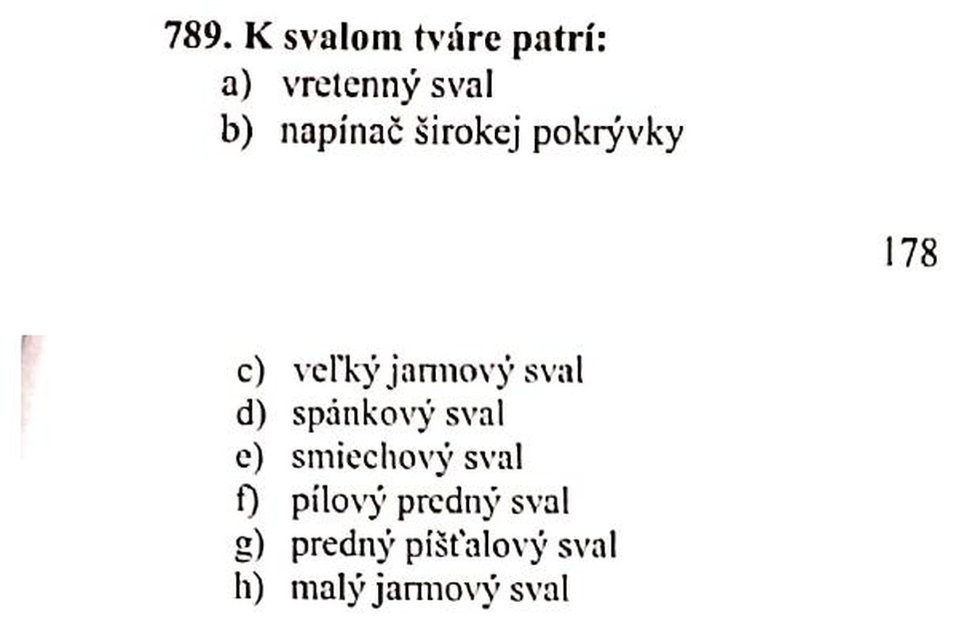 789. K svalom tváre patrí:
a) vretenný sval
b) napínač širokej pokrývky
178
c) veľký jarmový sval
d) spánkový sval
e) smiechový sval
f) pílový predný sval
g) predný píšťalový sval
h) malý jarmový sval